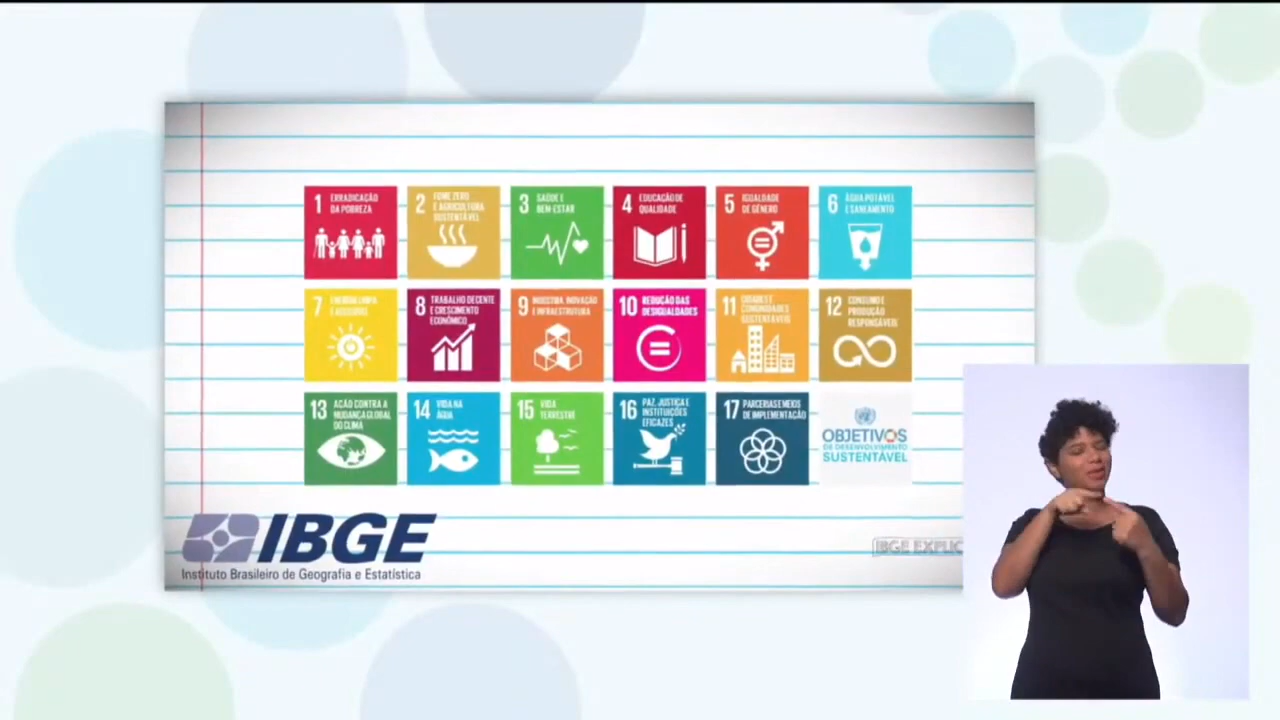 1 ERRADICAÇÃO
DA POBREZA
2 FOME ZERO
E AGRICULTURA
SUSTENTÁVEL
3 SAÚDE E
BEM-ESTAR
4 EDUCAÇÃO DE
QUALIDADE
5 IGUALDADE
DE GÊNERO
6 ÁGUA POTÁVEL
E SANEAMENTO
7 ENERGIA LIMPA
E ACESSÍVEL
8 TRABALHO DECENTE
E CRESCIMENTO
ECONÔMICO
9 INDÚSTRIA, INOVAÇÃO
E INFRAESTRUTURA
10 REDUÇÃO DAS
DESIGUALDADES
11 CIDADES E
COMUNIDADES
SUSTENTÁVEIS
12 CONSUMO E
PRODUÇÃO
RESPONSÁVEIS
13 AÇÃO CONTRA A
MUDANÇA GLOBAL
DO CLIMA
14 VIDA NA
ÁGUA
15 VIDA
TERRESTRE
16 PAZ, JUSTIÇA E
INSTITUIÇÕES
EFICAZES
17 PARCERIAS E MEIOS
DE IMPLEMENTAÇÃO
OBJETIVOS
DE DESENVOLVIMENTO
SUSTENTÁVEL
IBGE
Instituto Brasileiro de Geografia e Estatística
IBGE EXPLIC